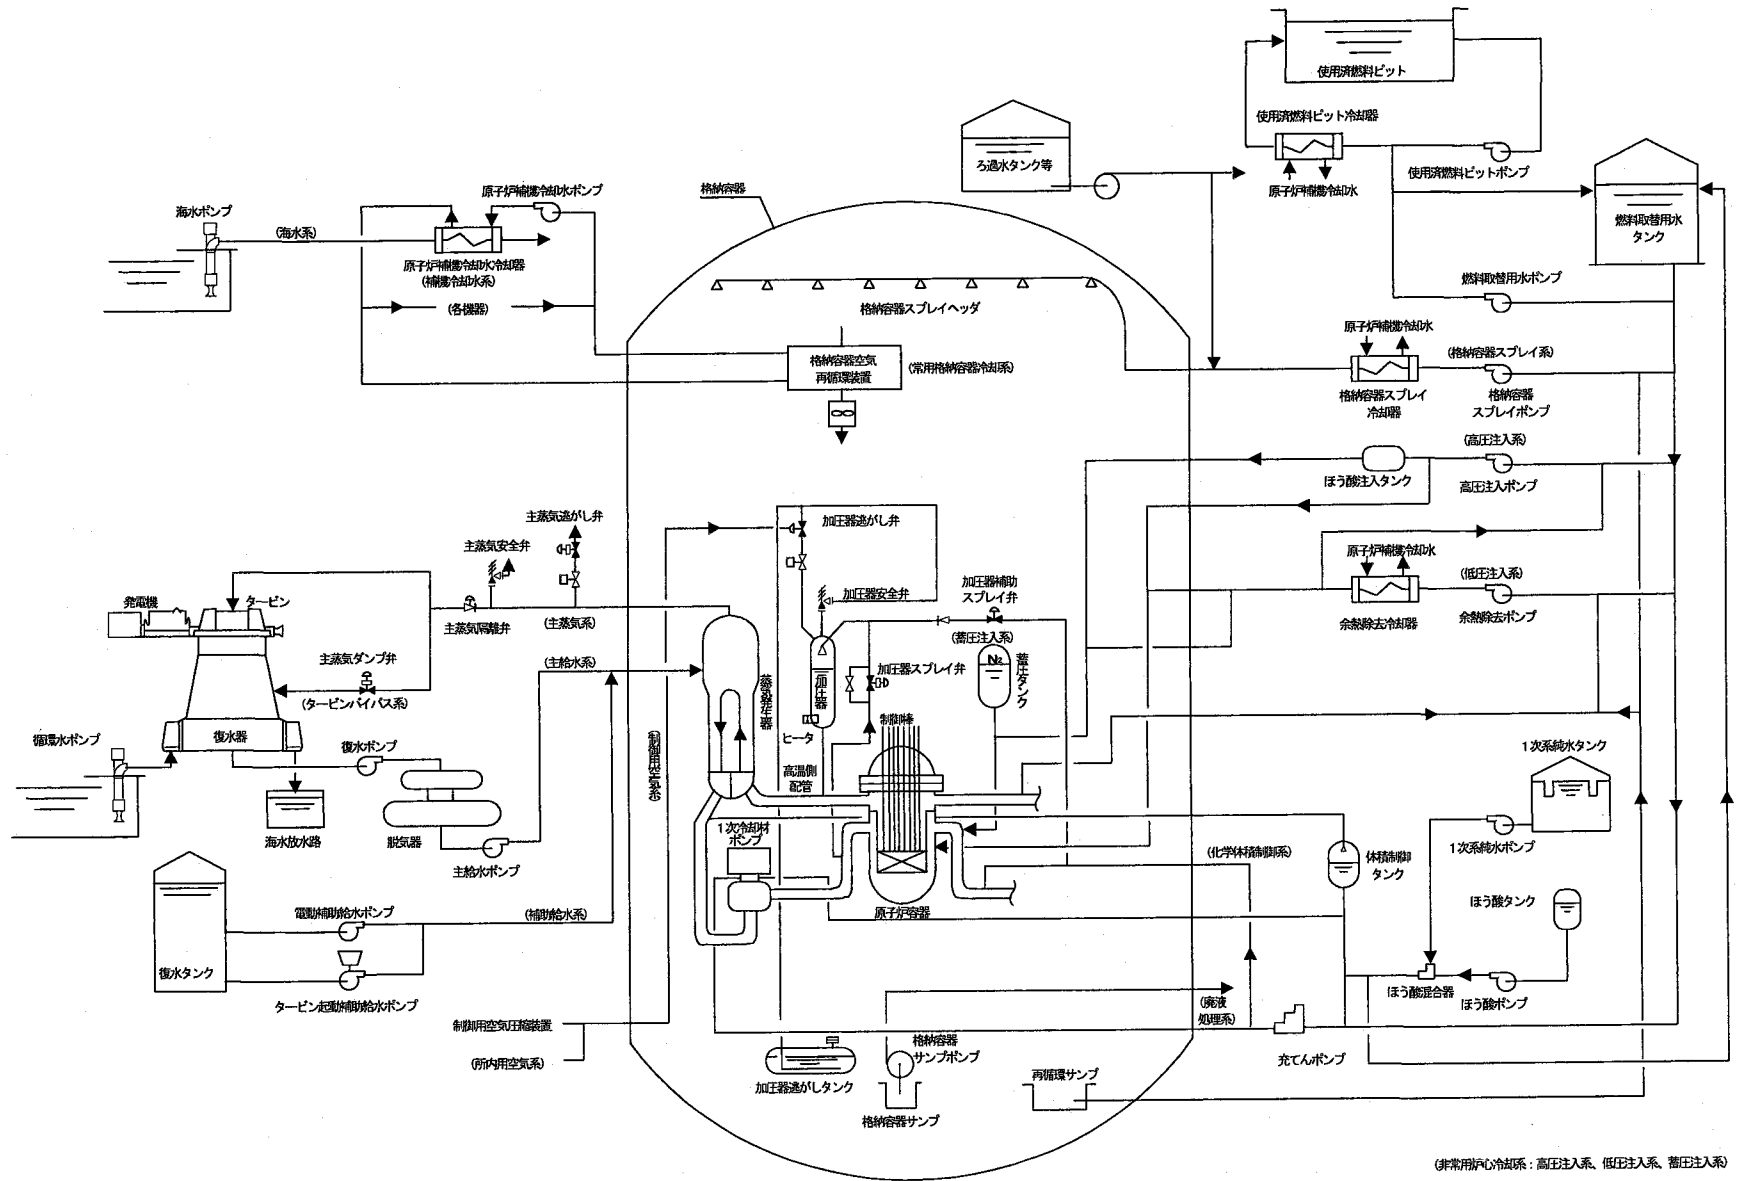 使用済燃料ピット
使用済燃料ピット冷却器
原子炉補機冷却水
使用済燃料ピットポンプ
ろ過水タンク等
燃料取替用水
タンク
燃料取替用水ポンプ
格納容器
原子炉補機冷却水ポンプ
海水ポンプ
(海水系)
原子炉補機冷却水冷却器
(補機冷却水系)
(各機器)
格納容器スプレイヘッダ
格納容器空気
再循環装置
(常用格納容器冷却系)
原子炉補機冷却水
(格納容器スプレイ系)
格納容器スプレイ
冷却器
格納容器
スプレイポンプ
(高圧注入系)
ほう酸注入タンク
高圧注入ポンプ
原子炉補機冷却水
(低圧注入系)
余熱除去冷却器
余熱除去ポンプ
主蒸気逃がし弁
主蒸気安全弁
主蒸気隔離弁
(主蒸気系)
発電機
タービン
主蒸気ダンプ弁
(タービンバイパス系)
(主給水系)
復水器
循環水ポンプ
復水ポンプ
海水放水路
脱気器
主給水ポンプ
加圧器逃がし弁
加圧器安全弁
加圧器補助
スプレイ弁
(蓄圧注入系)
N₂
蓄圧タンク
加圧器スプレイ弁
加圧器
ヒータ
蒸気発生器
(制御用空気系)
制御棒
高温側
配管
1次冷却材
ポンプ
原子炉容器
(化学体積制御系)
体積制御
タンク
1次系純水タンク
1次系純水ポンプ
ほう酸タンク
ほう酸混合器
ほう酸ポンプ
電動補助給水ポンプ
(補助給水系)
復水タンク
タービン起動補助給水ポンプ
制御用空気圧縮装置
(所内用空気系)
加圧器逃がしタンク
格納容器
サンプポンプ
格納容器サンプ
(廃液
処理系)
再循環サンプ
充てんポンプ
(非常用炉心冷却系：高圧注入系、低圧注入系、蓄圧注入系)